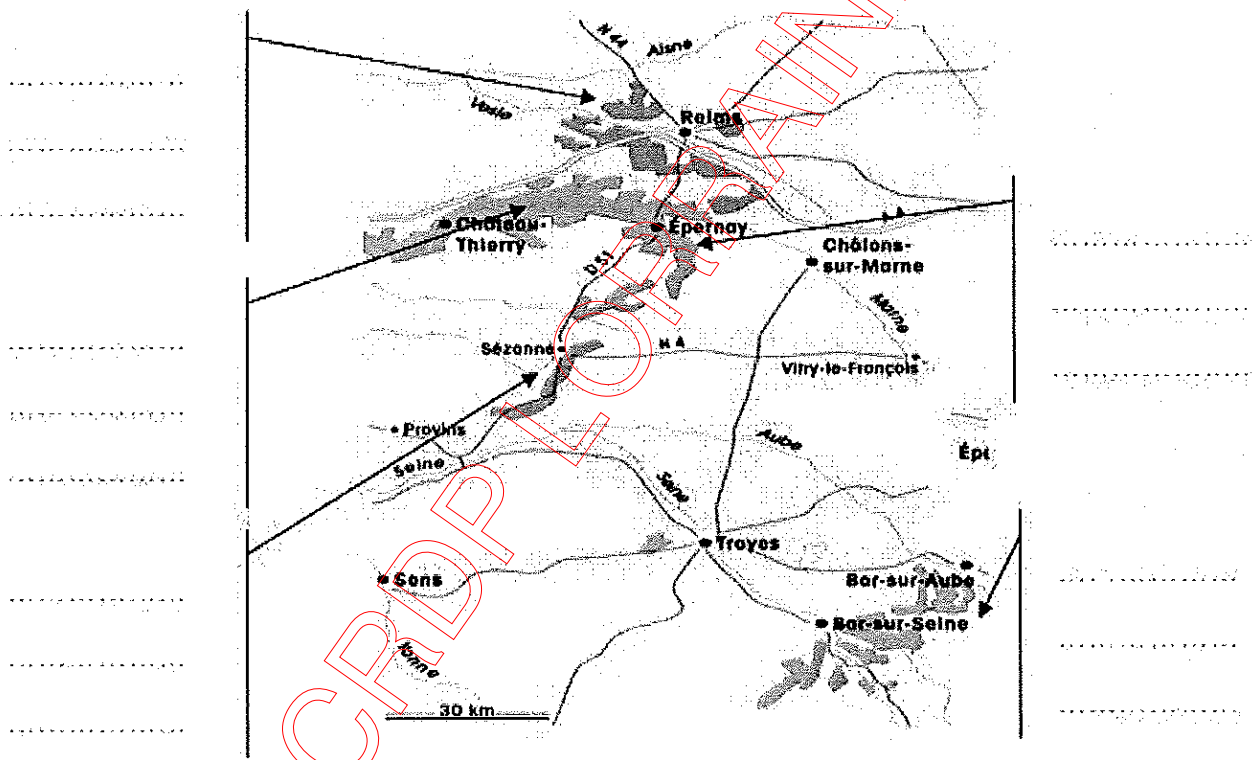 N 44
Aisne
Vesle
Reims
Château-
Thierry
Épernay
A 4
Châlons-
sur-Marne
D 51
Marne
Sézanne
N 4
Vitry-le-François
Provins
Seine
Aube
Épi
Seine
Troyes
Sens
Bar-sur-Aube
Bar-sur-Seine
Yonne
30 km
CRDP LORRAINE